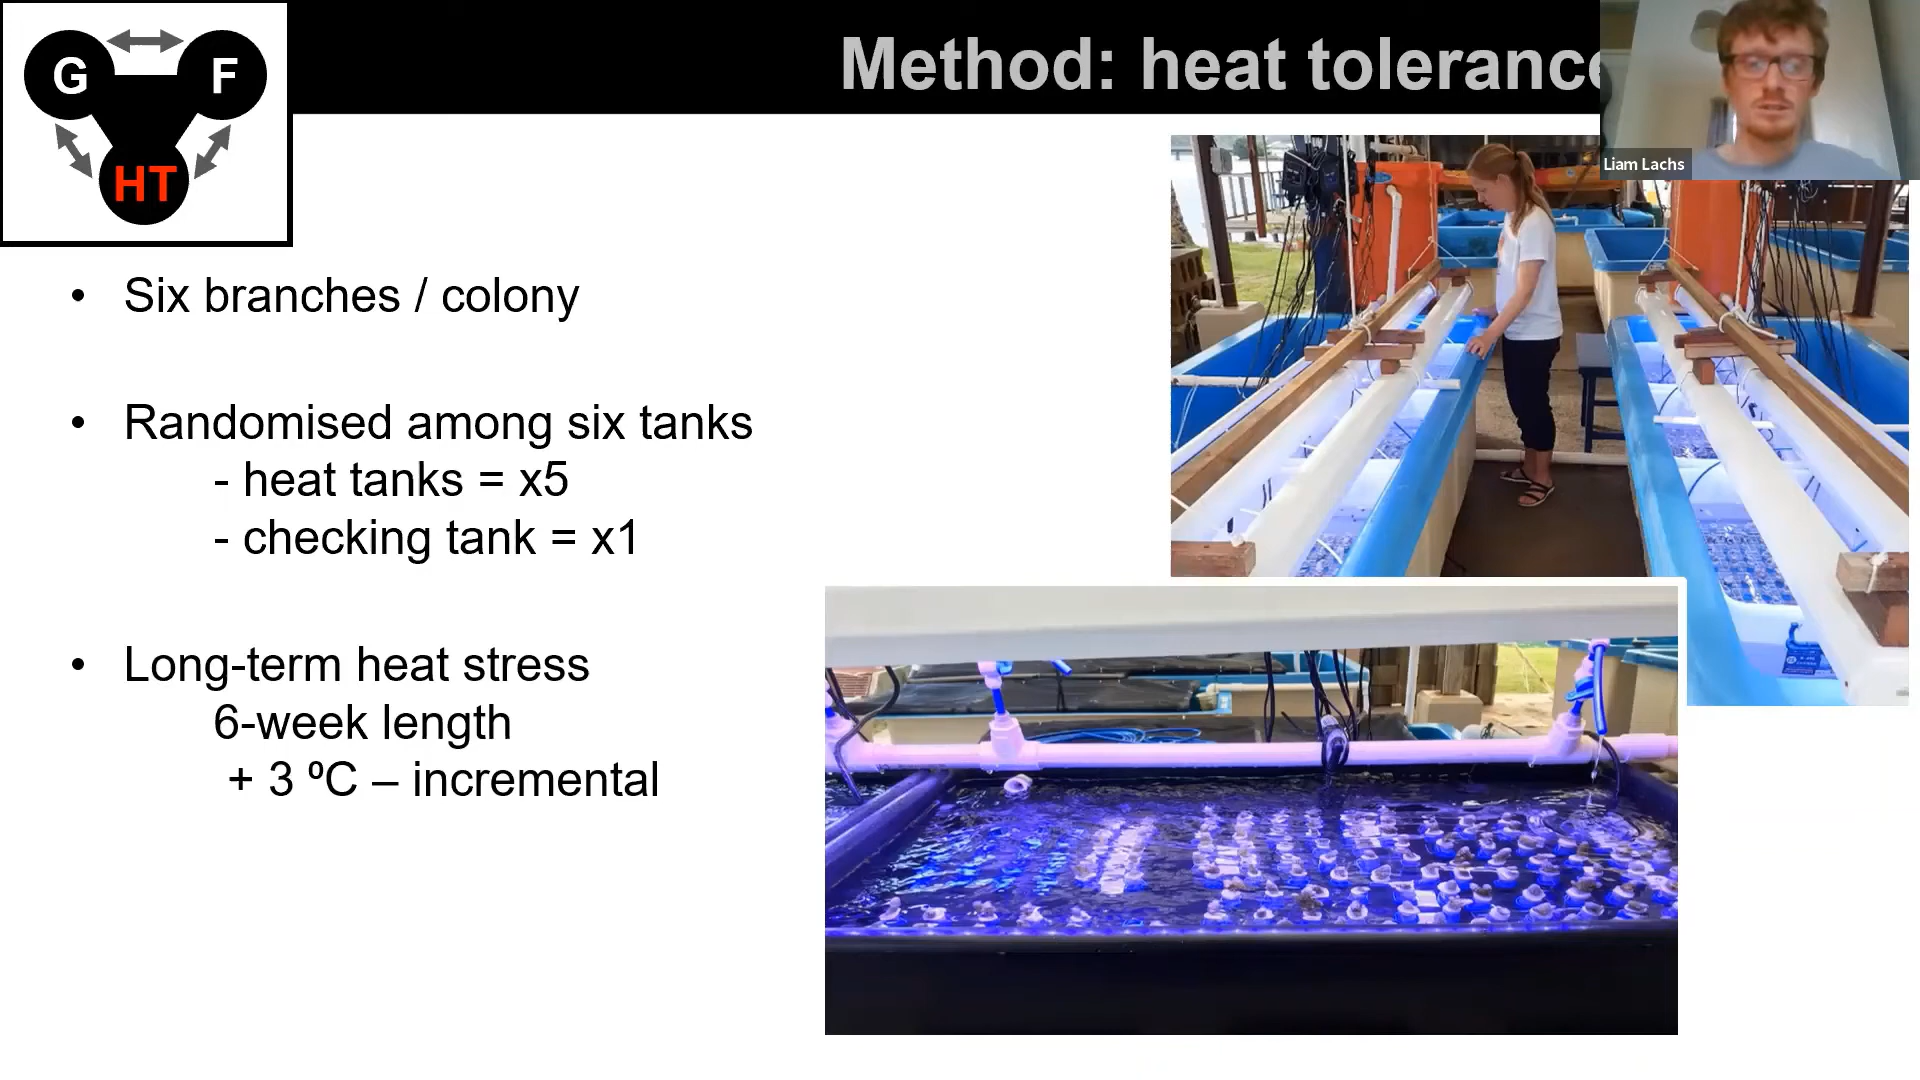 G F
HT
Method: heat tolerance
Liam Lachs
• Six branches / colony
• Randomised among six tanks
- heat tanks = x5
- checking tank = x1
• Long-term heat stress
6-week length
+ 3 ºC – incremental